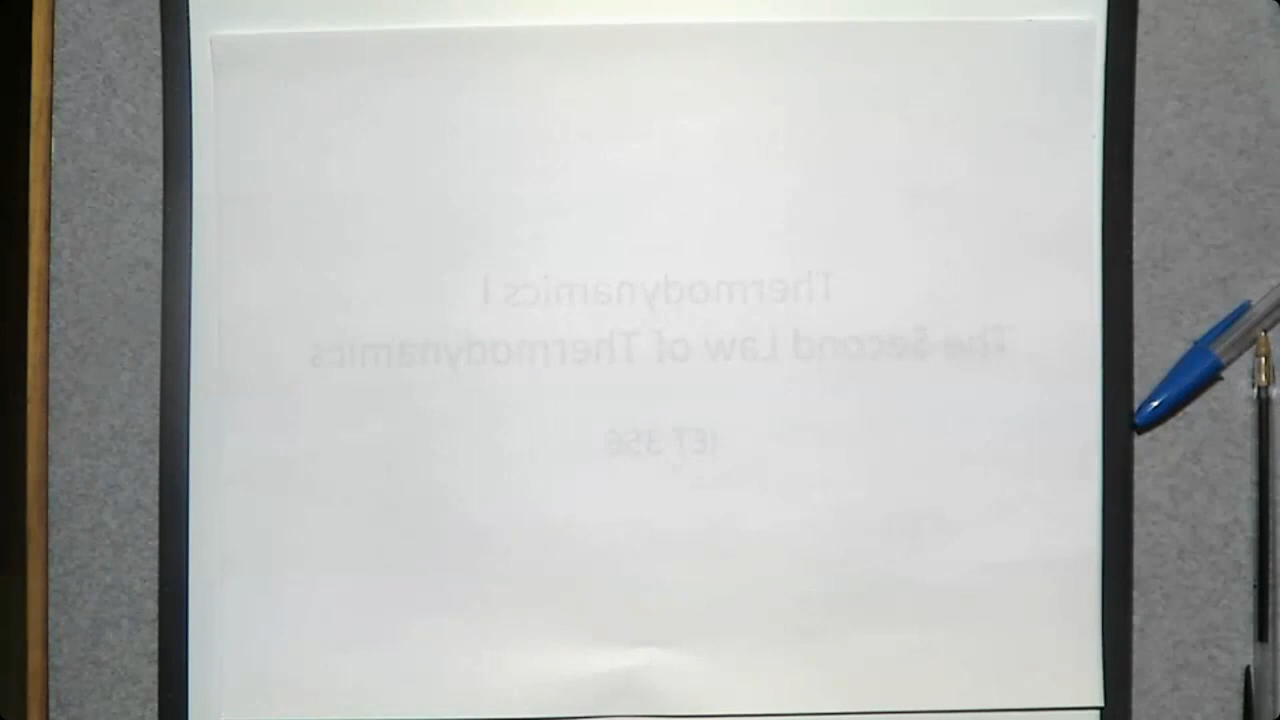 Thermodynamics I
The Second Law of Thermodynamics
IET 356